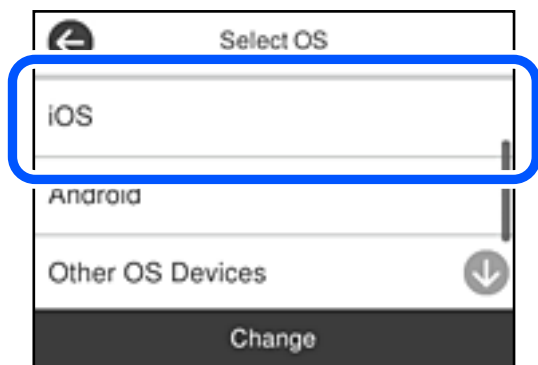 Select OS
iOS
Android
Other OS Devices
Change